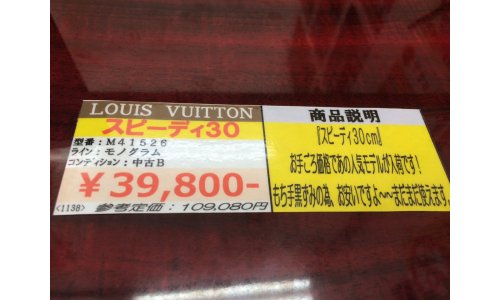 LOUIS VUITTON
スピーディ30
型番：M41526
ライン：モノグラム
コンディション：中古B
￥39,800-
<1138> 参考定価：109,080円
商品説明
『スピーディ30cm』
お手ごろ価格であの人気モデルが入荷です！
もち手黒ずみの為、お安いですよ～～まだまだ使えます。